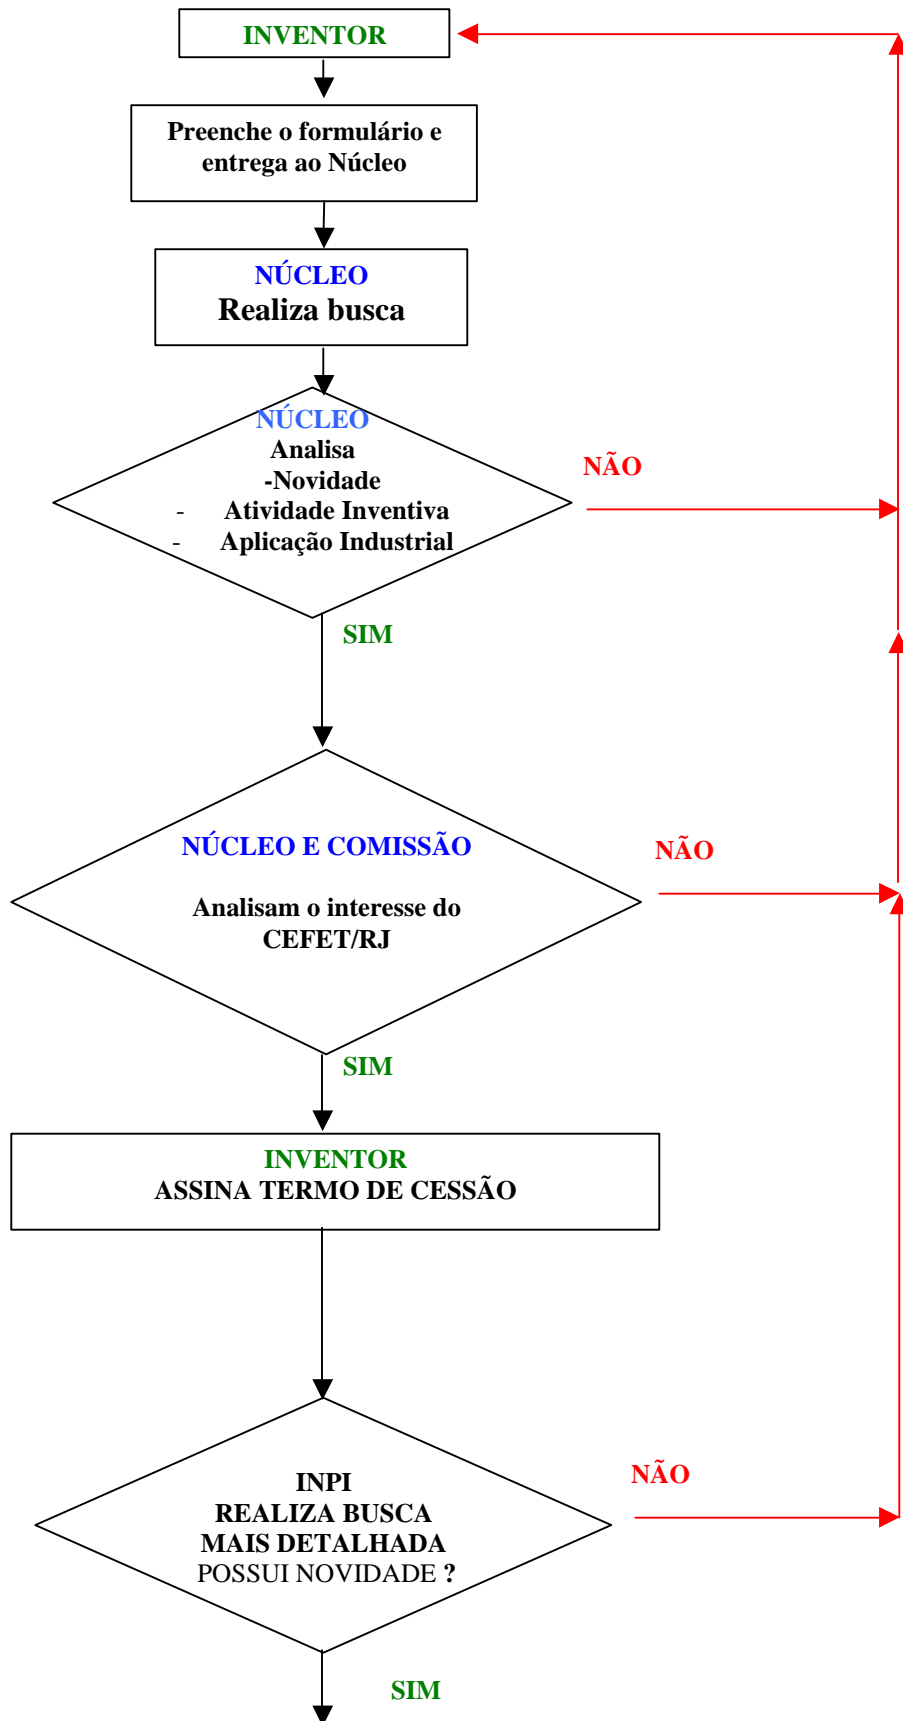 INVENTOR
Preenche o formulário e
entrega ao Núcleo
NÚCLEO
Realiza busca
NÚCLEO
Analisa
-Novidade
- Atividade Inventiva
- Aplicação Industrial
NÃO
SIM
NÚCLEO E COMISSÃO
Analisam o interesse do
CEFET/RJ
NÃO
SIM
INVENTOR
ASSINA TERMO DE CESSÃO
INPI
REALIZA BUSCA
MAIS DETALHADA
POSSUI NOVIDADE ?
NÃO
SIM